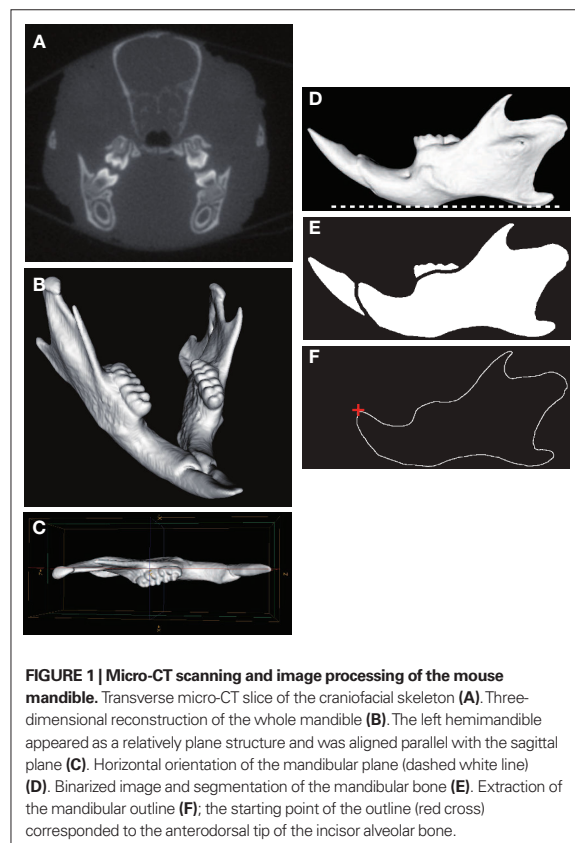 A
B
C
D
E
F
FIGURE 1 | Micro-CT scanning and image processing of the mouse
mandible. Transverse micro-CT slice of the craniofacial skeleton (A). Three-
dimensional reconstruction of the whole mandible (B). The left hemimandible
appeared as a relatively plane structure and was aligned parallel with the sagittal
plane (C). Horizontal orientation of the mandibular plane (dashed white line)
(D). Binarized image and segmentation of the mandibular bone (E). Extraction of
the mandibular outline (F); the starting point of the outline (red cross)
corresponded to the anterodorsal tip of the incisor alveolar bone.